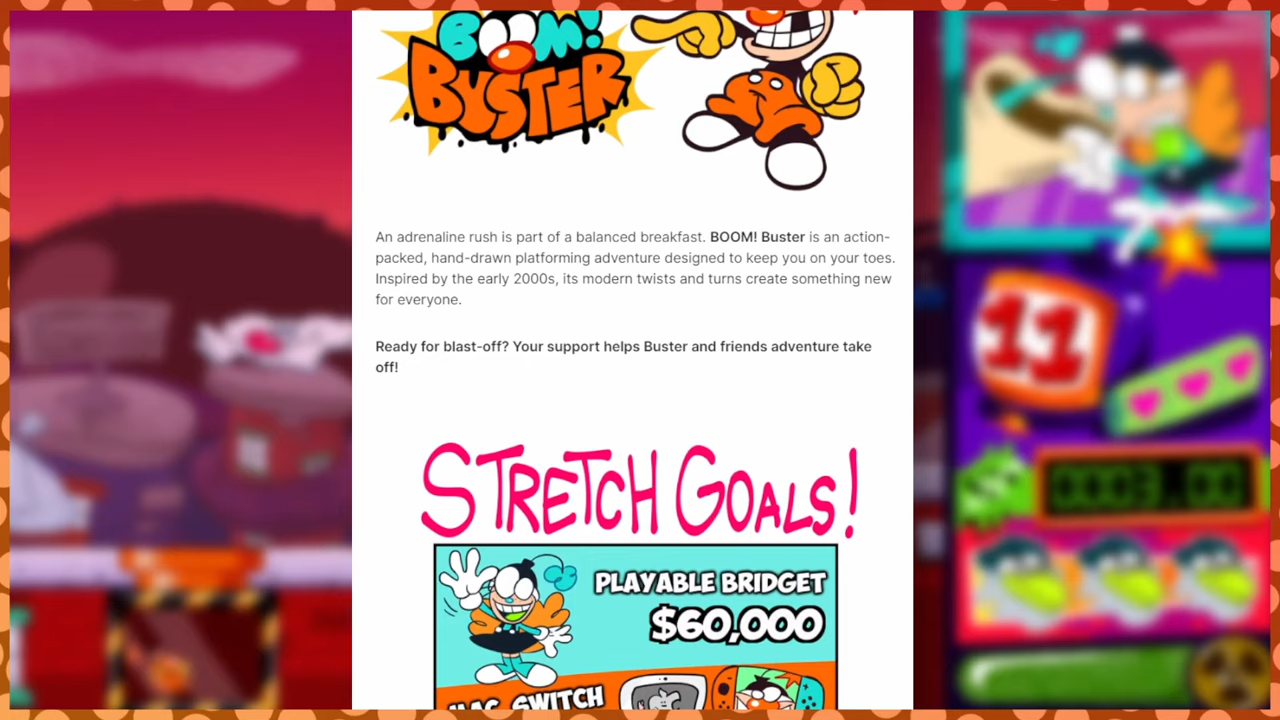 BOOM!
BUSTER
An adrenaline rush is part of a balanced breakfast. BOOM! Buster is an action-
packed, hand-drawn platforming adventure designed to keep you on your toes.
Inspired by the early 2000s, its modern twists and turns create something new
for everyone.
Ready for blast-off? Your support helps Buster and friends adventure take
off!
STRETCH GOALS!
PLAYABLE BRIDGET
$60,000
MAC, SWITCH
11